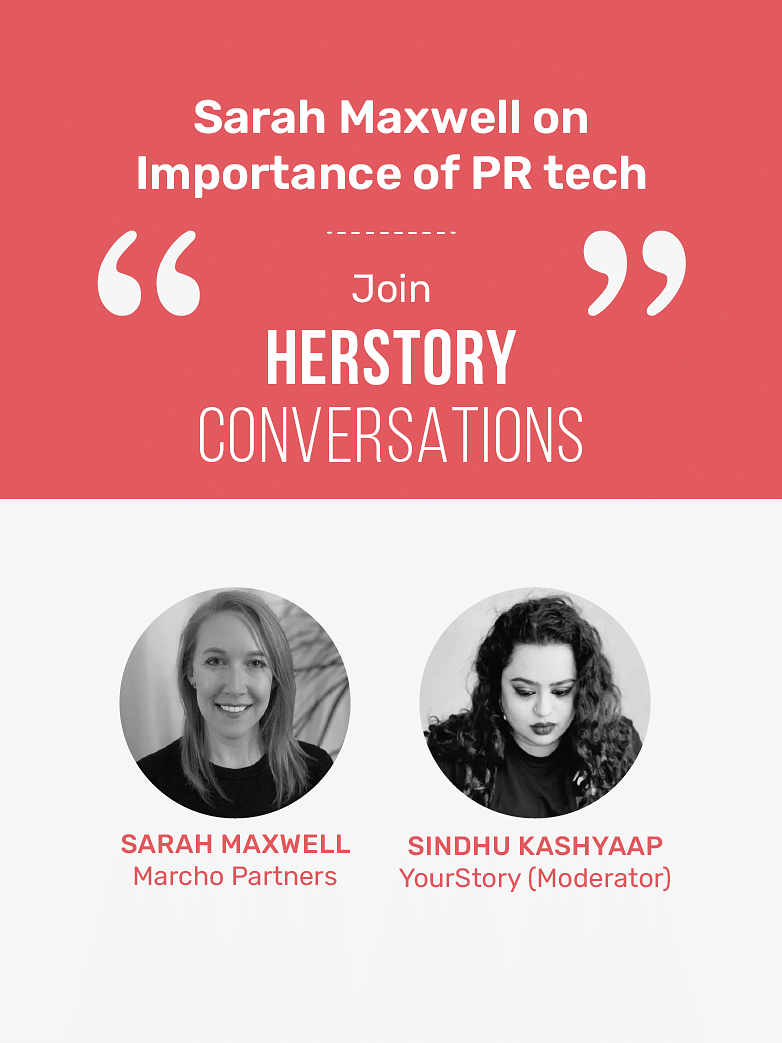 Sarah Maxwell on
Importance of PR tech
Join
“ HERSTORY ”
CONVERSATIONS
SARAH MAXWELL
Marcho Partners
SINDHU KASHYAAP
YourStory (Moderator)